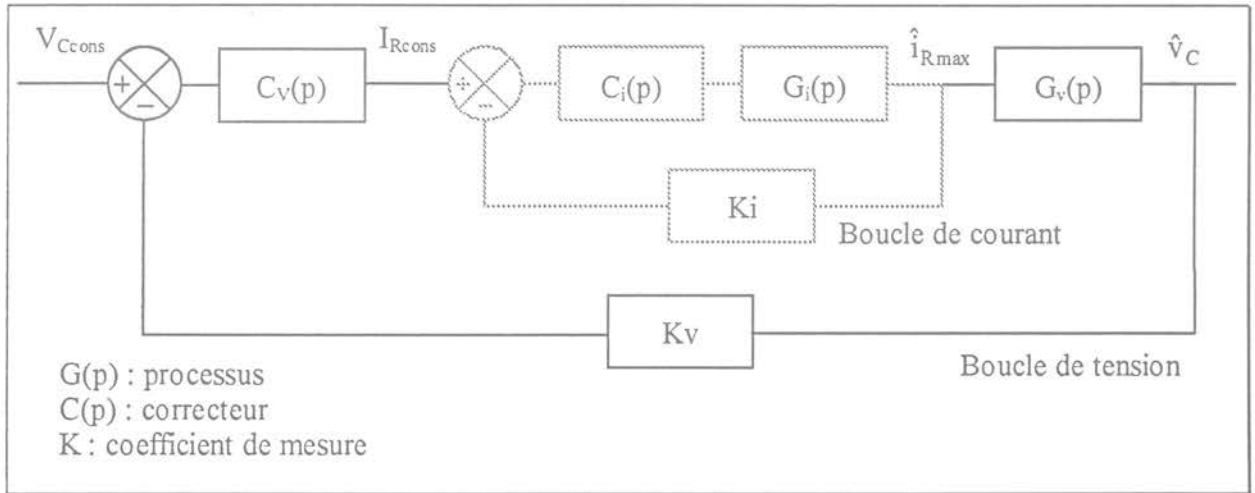 V_Ccons
I_Rcons
î_Rmax
v̂_C
+
−
C_V(p)
+
−
C_i(p)
G_i(p)
G_v(p)
Ki
Boucle de courant
Kv
Boucle de tension
G(p) : processus
C(p) : correcteur
K : coefficient de mesure